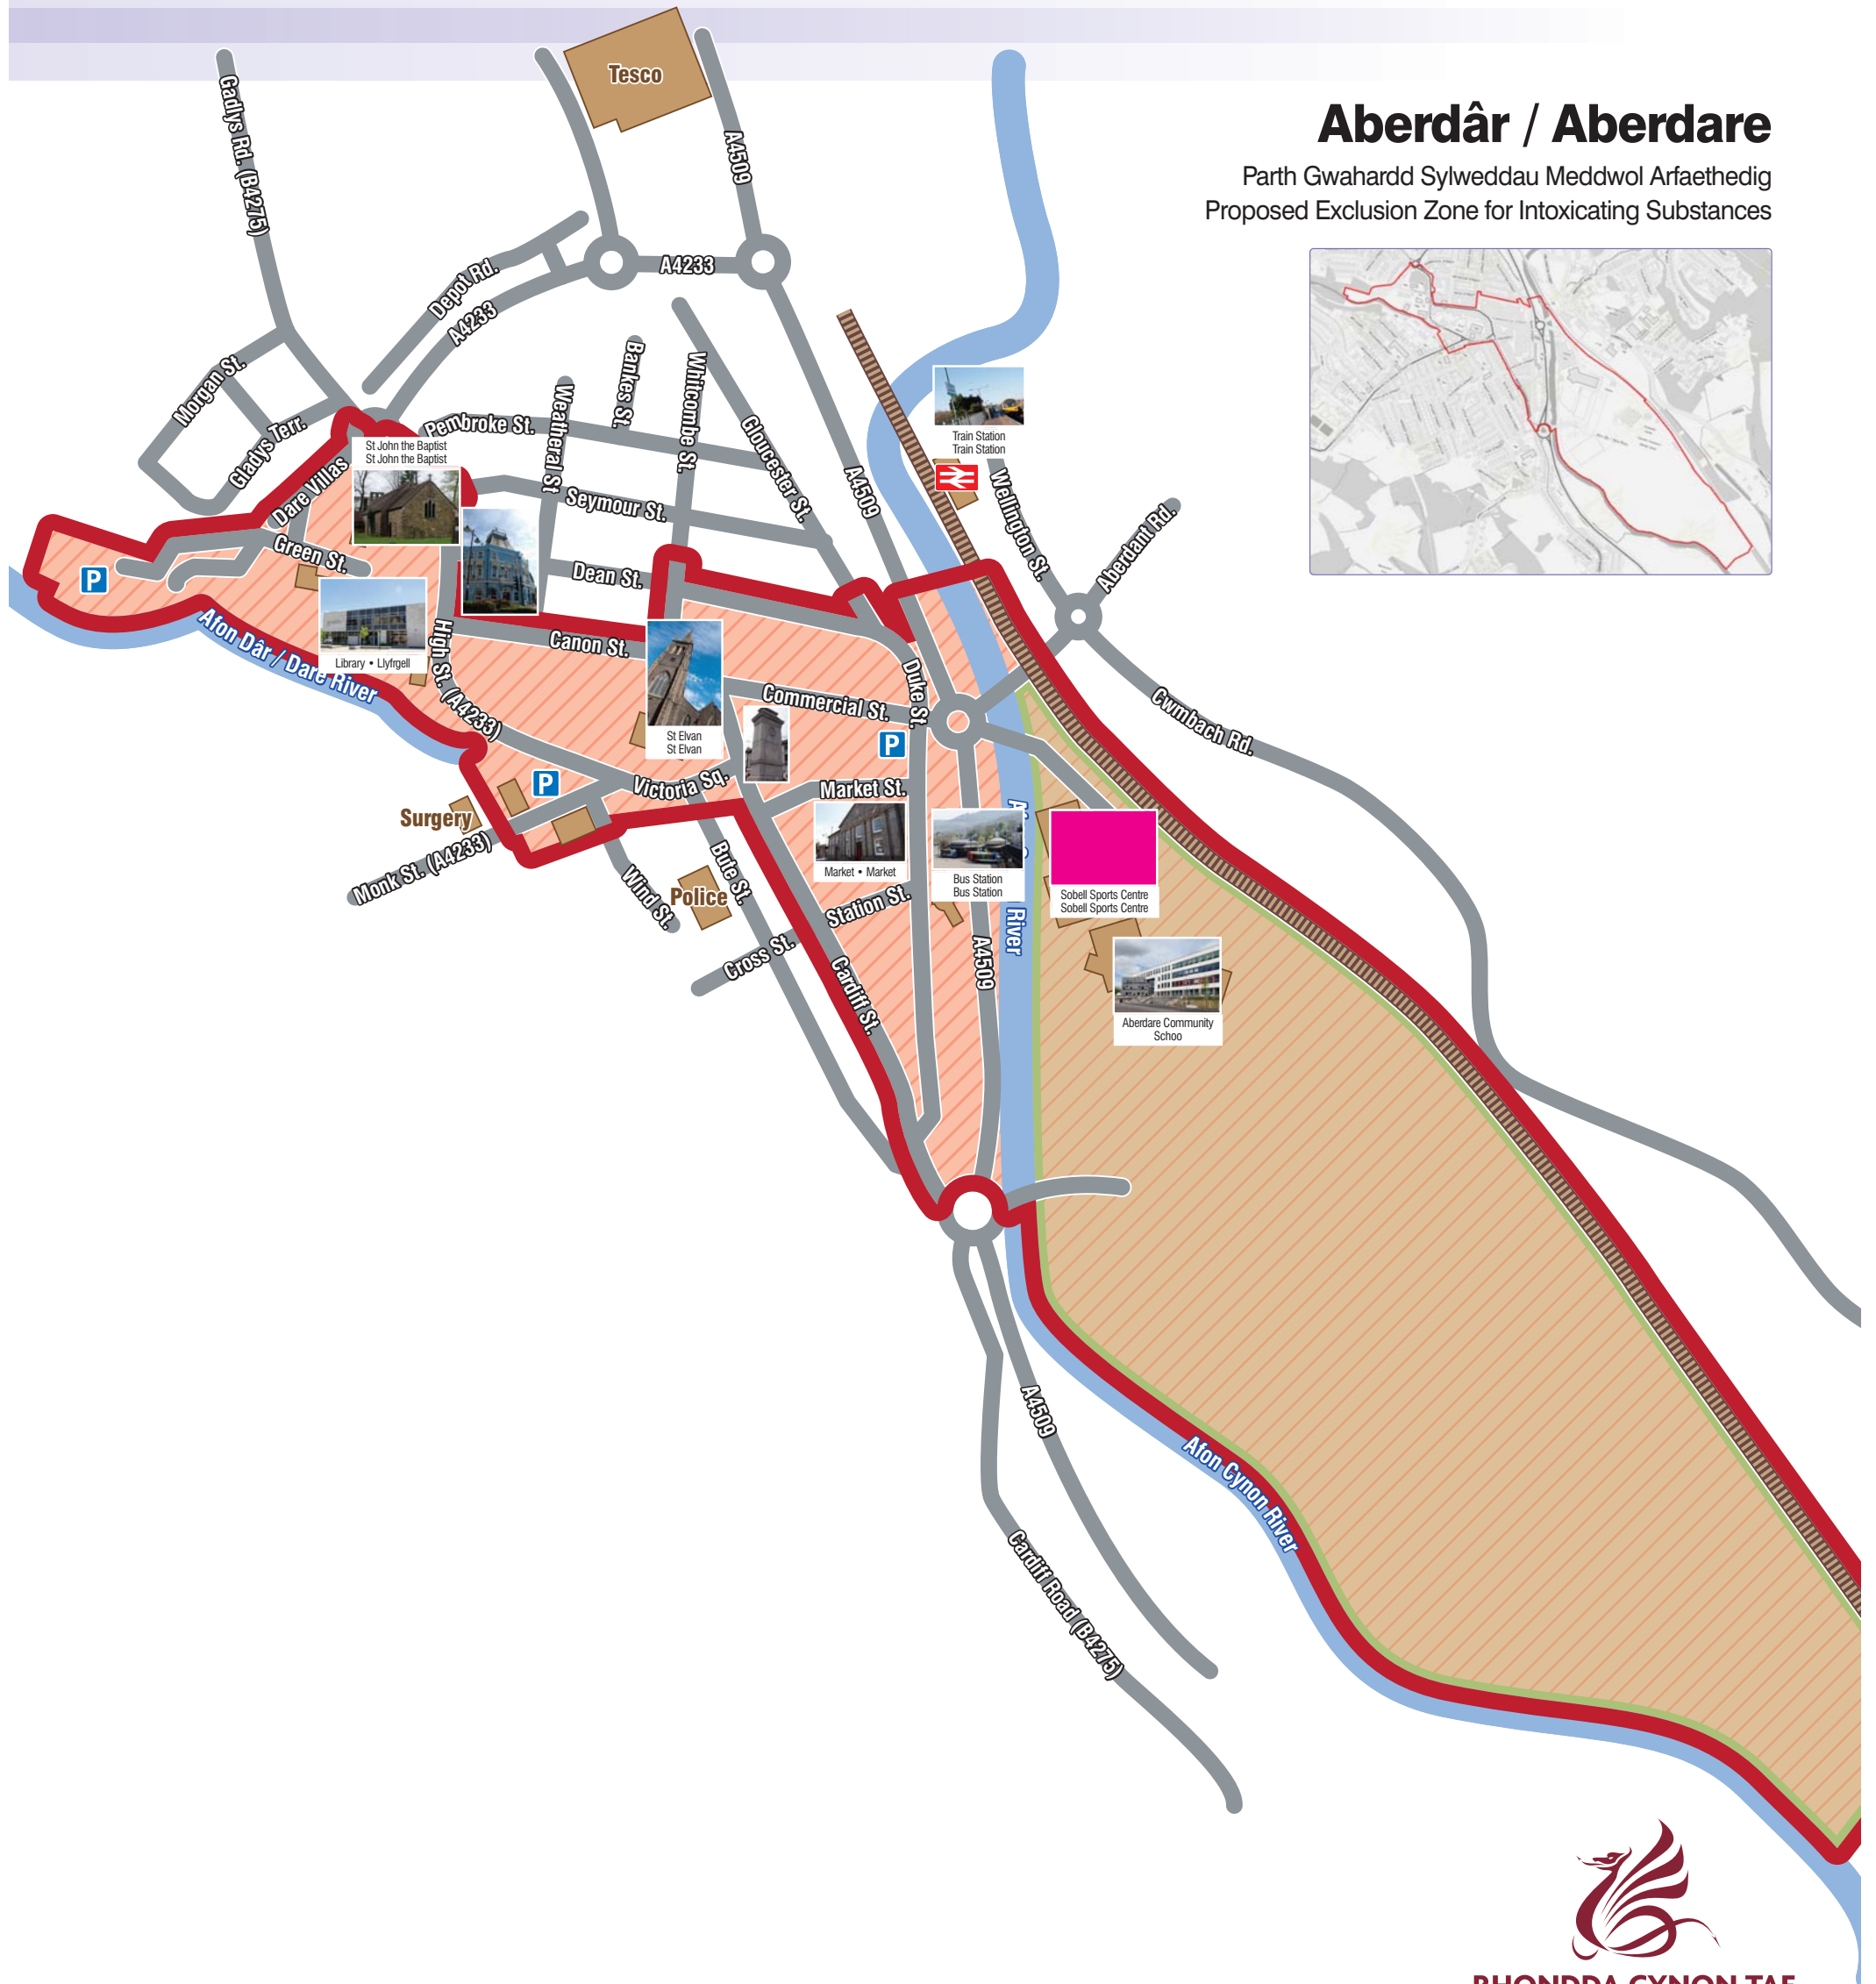 Aberdâr / Aberdare
Parth Gwahardd Sylweddau Meddwol Arfaethedig
Proposed Exclusion Zone for Intoxicating Substances
Tesco
Gadlys Rd. (B4275)
A4509
A4233
Depot Rd.
A4233
Morgan St.
Gladys Terr.
Dare Villas
Pembroke St.
Weatheral St
Bankes St.
Whitcombe St.
Gloucester St.
A4509
Train Station
Train Station
Wellington St.
Aberdant Rd.
St John the Baptist
St John the Baptist
Seymour St.
Green St.
Dean St.
P
Canon St.
Library • Llyfrgell
Afon Dâr / Dare River
High St. (A4233)
Duke St.
Commercial St.
Cwmbach Rd.
St Elvan
St Elvan
P
P
Victoria Sq.
Market St.
Surgery
Monk St. (A4233)
Wind St.
Bute St.
Police
Market • Market
Bus Station
Bus Station
River
Sobell Sports Centre
Sobell Sports Centre
Station St.
Cross St.
Cardiff St.
A4509
Aberdare Community
Schoo
A4509
Afon Cynon River
Cardiff Road (B4275)
RHONDDA CYNON TAF